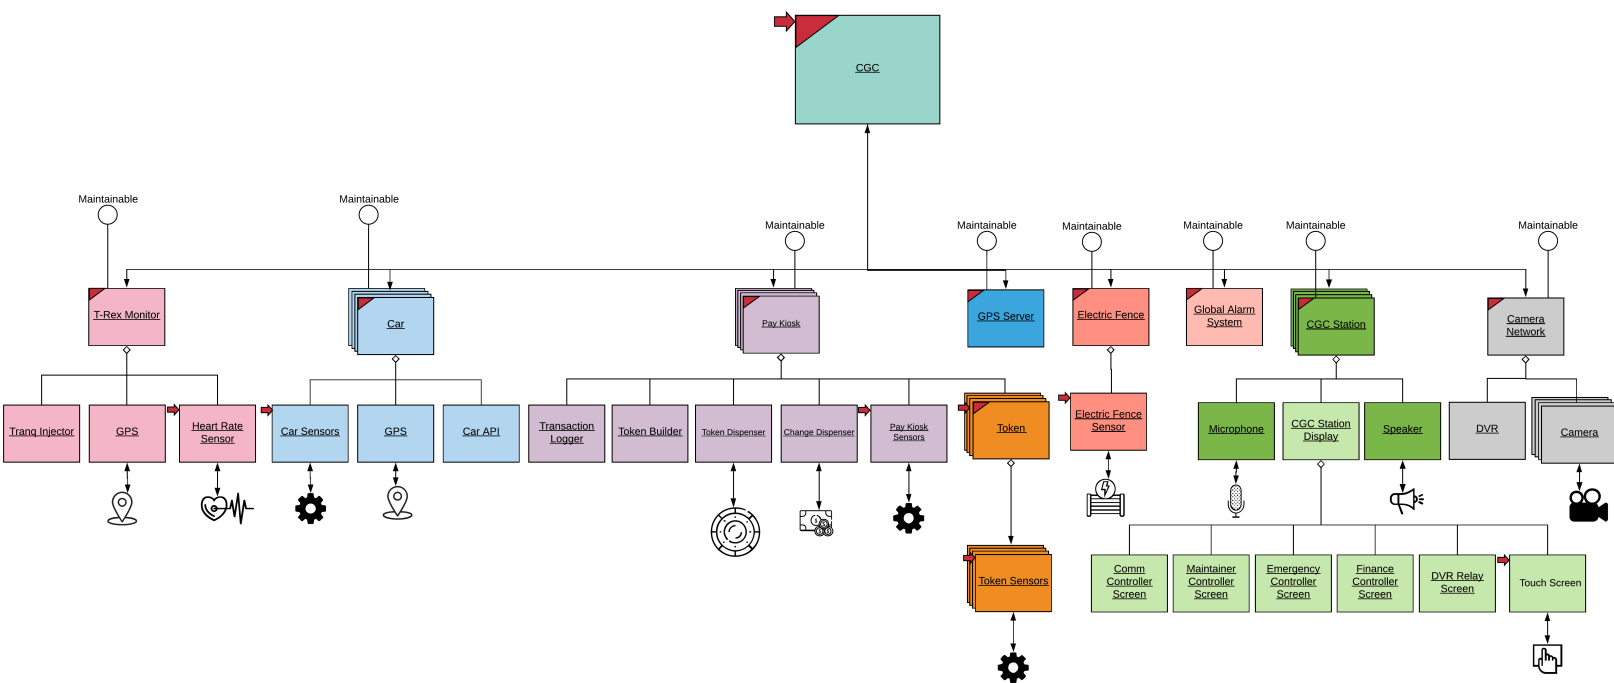 CGC
Maintainable
Maintainable
Maintainable
Maintainable
Maintainable
Maintainable
Maintainable
Maintainable
T-Rex Monitor
Car
Pay Kiosk
GPS Server
Electric Fence
Global Alarm
System
CGC Station
Camera
Network
Tranq Injector
GPS
Heart Rate
Sensor
Car Sensors
GPS
Car API
Transaction
Logger
Token Builder
Token Dispenser
Change Dispenser
Pay Kiosk
Sensors
Token
Electric Fence
Sensor
Microphone
CGC Station
Display
Speaker
DVR
Camera
Token Sensors
Comm
Controller
Screen
Maintainer
Controller
Screen
Emergency
Controller
Screen
Finance
Controller
Screen
DVR Relay
Screen
Touch Screen